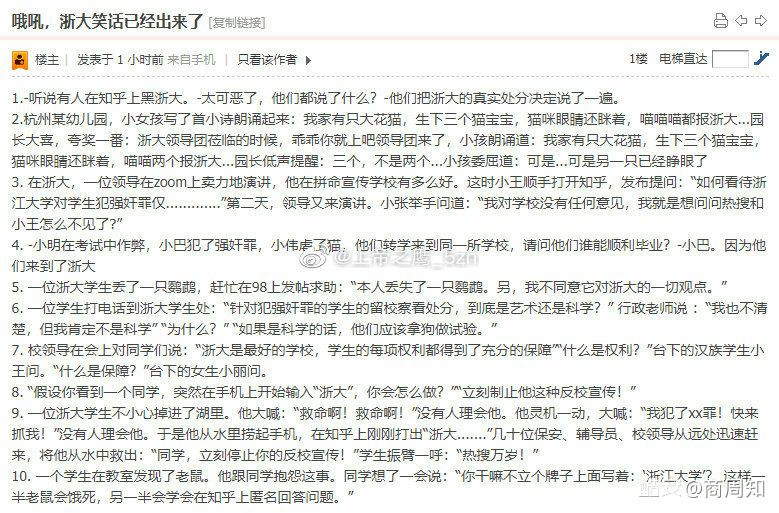 哦吼，浙大笑话已经出来了 [复制链接]
楼主 | 发表于 1 小时前 来自手机 | 只看该作者
1楼 电梯直达
1.-听说有人在知乎上黑浙大。-太可恶了，他们都说了什么？-他们把浙大的真实处分决定说了一遍。
2.杭州某幼儿园，小女孩写了首小诗朗诵起来：我家有只大花猫，生下三个猫宝宝，猫咪眼睛还眯着，喵喵喵都报浙大...园
长大喜，夸奖一番：浙大领导团莅临的时候，乖乖你就上吧领导团来了，小孩朗诵道：我家有只大花猫，生下三个猫宝宝，
猫咪眼睛还眯着，喵喵两个报浙大...园长低声提醒：三个，不是两个...小孩委屈道：可是...可是另一只已经睁眼了
3. 在浙大，一位领导在zoom上卖力地演讲，他在拼命宣传学校有多么好。这时小王顺手打开知乎，发布提问：“如何看待浙
江大学对学生犯强奸罪仅.............”第二天，领导又来演讲。小张举手问道：“我对学校没有任何意见，我就是想问问热搜和
小王怎么不见了?”
4. -小明在考试中作弊，小巴犯了强奸罪，小伟虐了猫，他们转学来到同一所学校，请问他们谁能顺利毕业？-小巴。因为他
们来到了浙大
5. 一位浙大学生丢了一只鹦鹉，赶忙在98上发帖求助：“本人丢失了一只鹦鹉。另，我不同意它对浙大的一切观点。”
6. 一位学生打电话到浙大学生处：“针对犯强奸罪的学生的留校察看处分，到底是艺术还是科学？” 行政老师说 ：“我也不清
楚，但我肯定不是科学” “为什么？” “如果是科学的话，他们应该拿狗做试验。”
7. 校领导在会上对同学们说：“浙大是最好的学校，学生的每项权利都得到了充分的保障”“什么是权利？”台下的汉族学生小
王问。“什么是保障？”台下的女生小丽问。
8. “假设你看到一个同学，突然在手机上开始输入“浙大”，你会怎么做？”“立刻制止他这种反校宣传！”
9. 一位浙大学生不小心掉进了湖里。他大喊：“救命啊！救命啊！”没有人理会他。他灵机一动，大喊：“我犯了xx罪！快来
抓我！”没有人理会他。于是他从水里捞起手机，在知乎上刚刚打出“浙大.......”几十位保安、辅导员、校领导从远处迅速赶
来，将他从水中救出：“同学，立刻停止你的反校宣传！”学生振臂一呼：“热搜万岁！”
10. 一个学生在教室发现了老鼠。他跟同学抱怨这事。同学想了一会说：“你干嘛不立个牌子上面写着：“浙江大学”？这样一
半老鼠会饿死，另一半会学会在知乎上匿名回答问题。”
@上帝之鹰_5zn
酷安@商周知